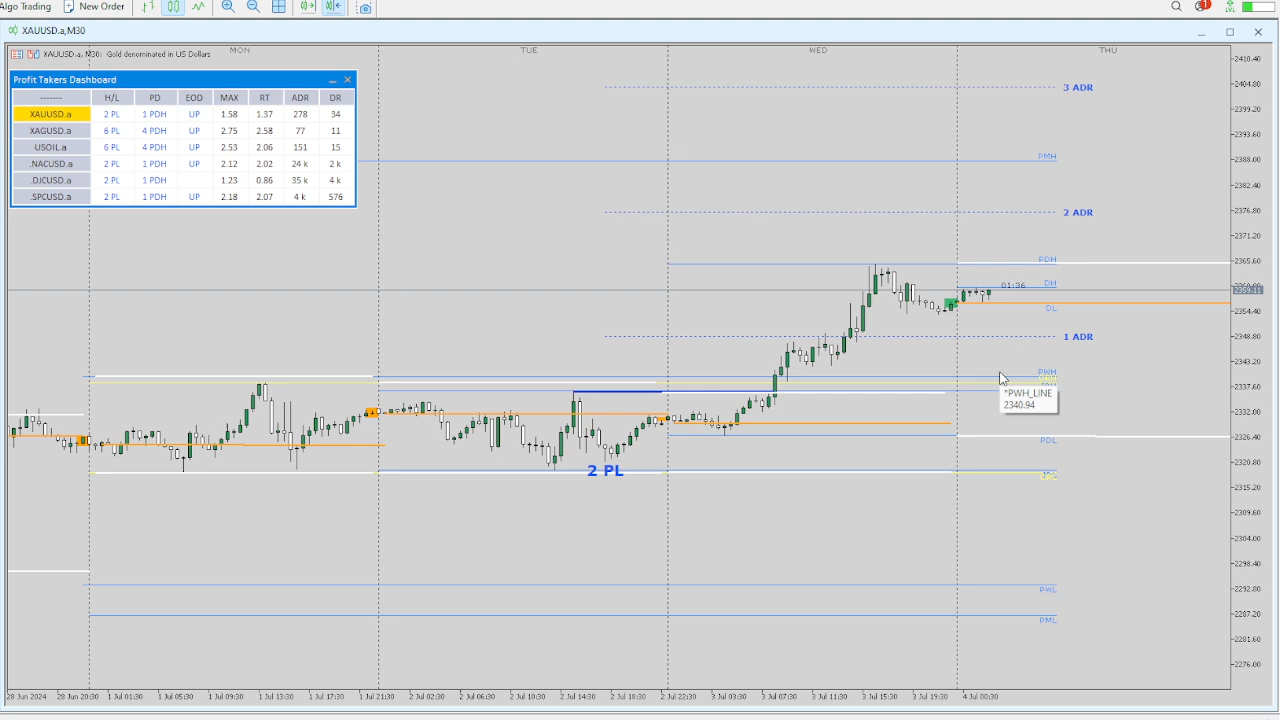 Algo Trading New Order
1
LVL
XAUUSD.a,M30
XAUUSD.a, M30: Gold denominated in US Dollars
MON TUE WED THU
Profit Takers Dashboard
------- H/L PD EOD MAX RT ADR DR
XAUUSD.a 2 PL 1 PDH UP 1.58 1.37 278 34
XAGUSD.a 6 PL 4 PDH UP 2.75 2.58 77 11
USOIL.a 6 PL 4 PDH UP 2.53 2.06 151 15
.NACUSD.a 2 PL 1 PDH UP 2.12 2.02 24 k 2 k
.DJCUSD.a 2 PL 1 PDH 1.23 0.86 35 k 4 k
.SPCUSD.a 2 PL 1 PDH UP 2.18 2.07 4 k 576
3 ADR
PMH
2 ADR
PDH
DH
01:36
DL
1 ADR
PWH
*PWH_LINE
2340.94
PDL
2 PL
PWL
PML
2410.40
2404.80
2399.20
2393.60
2388.00
2382.40
2376.80
2371.20
2365.60
2354.40
2348.80
2343.20
2337.60
2332.00
2326.40
2320.80
2315.20
2309.60
2304.00
2298.40
2292.80
2287.20
2281.60
2276.00
28 Jun 2024 28 Jun 20:30 1 Jul 01:30 1 Jul 05:30 1 Jul 09:30 1 Jul 13:30 1 Jul 17:30 1 Jul 21:30 2 Jul 02:30 2 Jul 06:30 2 Jul 10:30 2 Jul 14:30 2 Jul 18:30 2 Jul 22:30 3 Jul 03:30 3 Jul 07:30 3 Jul 11:30 3 Jul 15:30 3 Jul 19:30 4 Jul 00:30